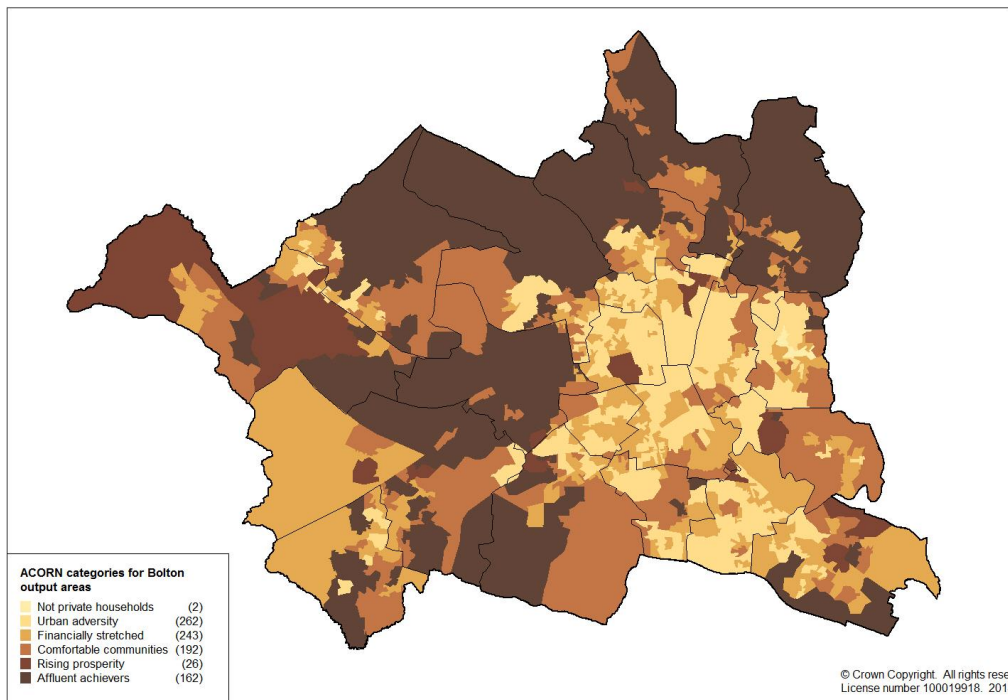 ACORN categories for Bolton
output areas
Not private households (2)
Urban adversity (262)
Financially stretched (243)
Comfortable communities (192)
Rising prosperity (26)
Affluent achievers (162)
© Crown Copyright. All rights rese
License number 100019918. 201